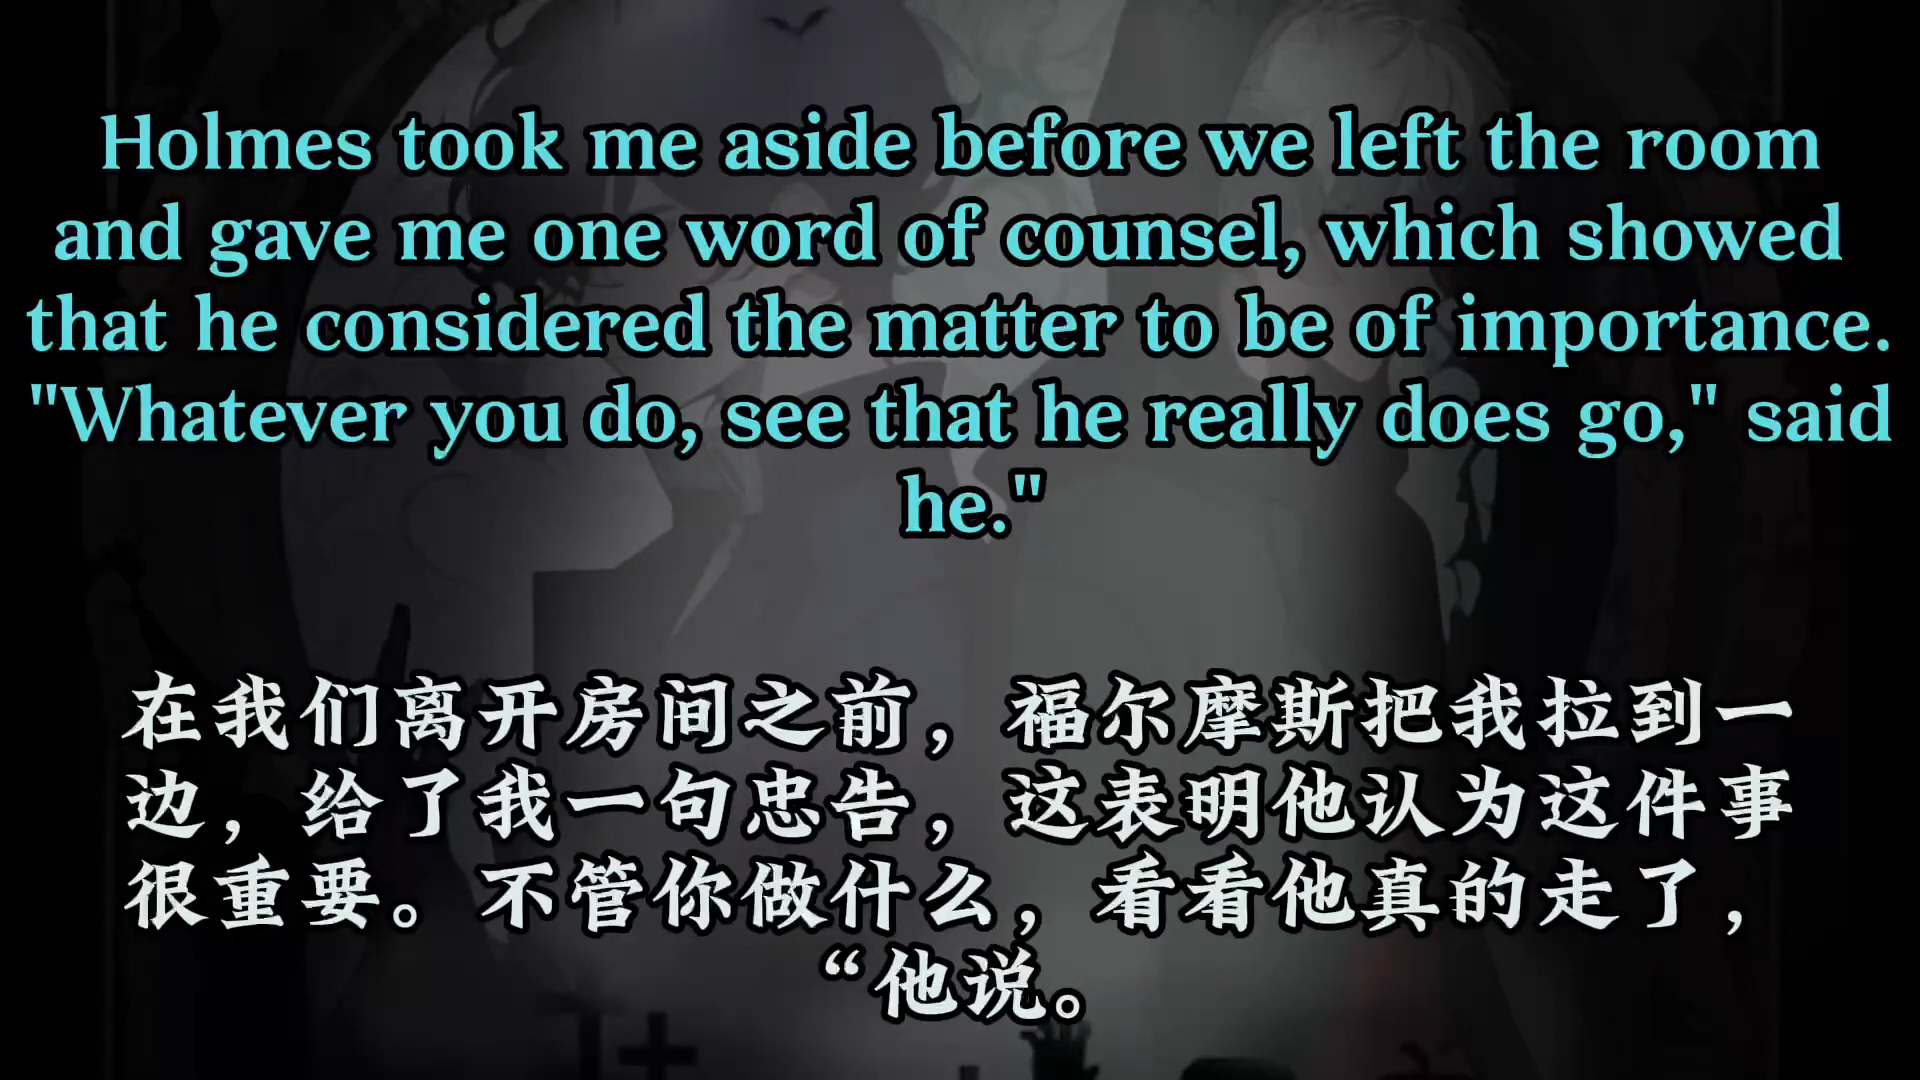 Holmes took me aside before we left the room
and gave me one word of counsel, which showed
that he considered the matter to be of importance.
"Whatever you do, see that he really does go," said
he."
在我们离开房间之前，福尔摩斯把我拉到一
边，给了我一句忠告，这表明他认为这件事
很重要。不管你做什么，看看他真的走了，
“他说。